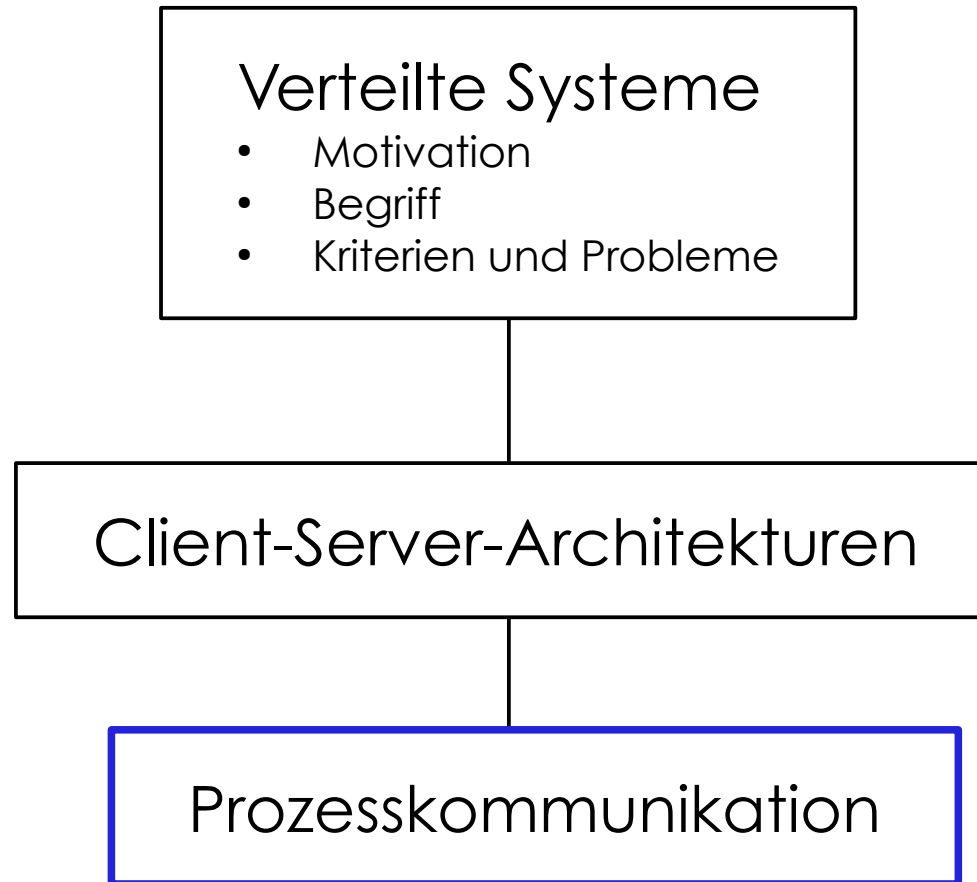 Verteilte Systeme
• Motivation
• Begriff
• Kriterien und Probleme
Client-Server-Architekturen
Prozesskommunikation